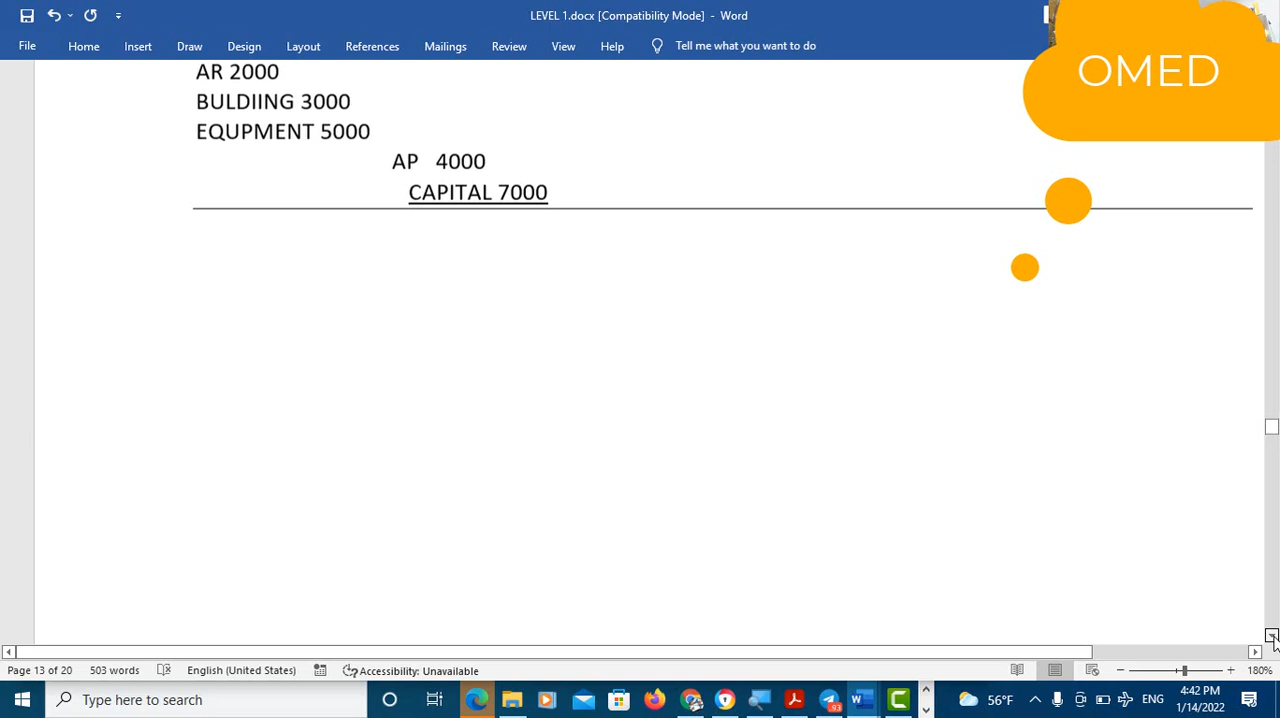 LEVEL 1.docx [Compatibility Mode] - Word
File Home Insert Draw Design Layout References Mailings Review View Help Tell me what you want to do
OMED
AR 2000
BULDIING 3000
EQUPMENT 5000
AP 4000
CAPITAL 7000
Page 13 of 20 503 words English (United States) Accessibility: Unavailable 180%
Type here to search
93
56°F
ENG
4:42 PM
1/14/2022